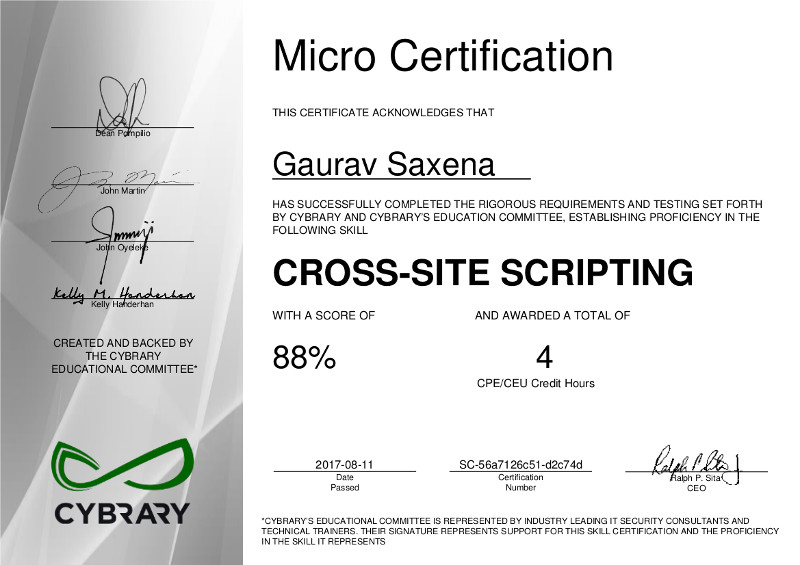 Dean Pompilio
John Martin
John Oyeleke
Kelly M. Handerhan
Kelly Handerhan
CREATED AND BACKED BY
THE CYBRARY
EDUCATIONAL COMMITTEE*
CYBRARY
Micro Certification
THIS CERTIFICATE ACKNOWLEDGES THAT
Gaurav Saxena
HAS SUCCESSFULLY COMPLETED THE RIGOROUS REQUIREMENTS AND TESTING SET FORTH
BY CYBRARY AND CYBRARY'S EDUCATION COMMITTEE, ESTABLISHING PROFICIENCY IN THE
FOLLOWING SKILL
CROSS-SITE SCRIPTING
WITH A SCORE OF
88%
AND AWARDED A TOTAL OF
4
CPE/CEU Credit Hours
2017-08-11
Date
Passed
SC-56a7126c51-d2c74d
Certification
Number
Ralph P. Sita
CEO
*CYBRARY'S EDUCATIONAL COMMITTEE IS REPRESENTED BY INDUSTRY LEADING IT SECURITY CONSULTANTS AND
TECHNICAL TRAINERS. THEIR SIGNATURE REPRESENTS SUPPORT FOR THIS SKILL CERTIFICATION AND THE PROFICIENCY
IN THE SKILL IT REPRESENTS